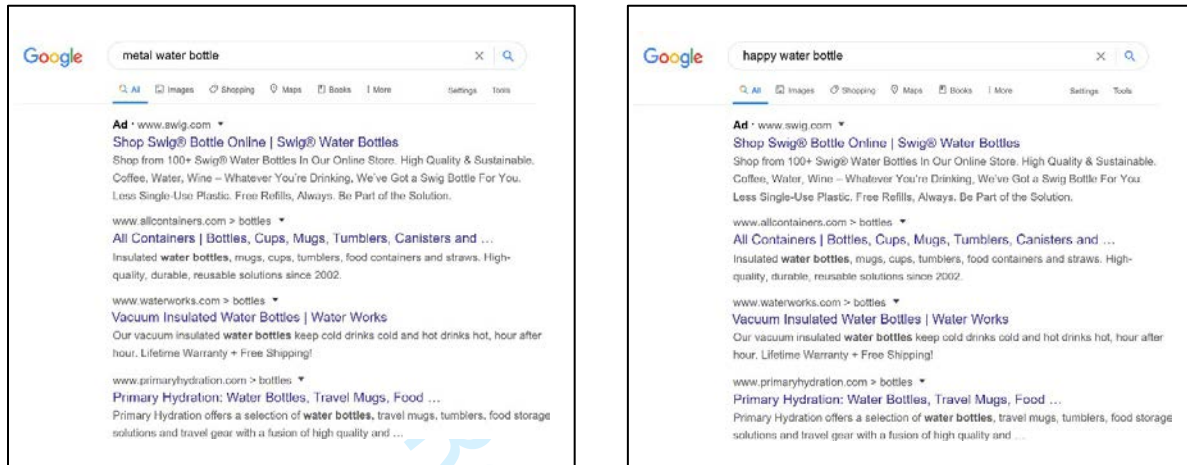 Google
metal water bottle
All Images Shopping Maps Books More Settings Tools
Ad · www.swig.com
Shop Swig® Bottle Online | Swig® Water Bottles
Shop from 100+ Swig® Water Bottles In Our Online Store. High Quality & Sustainable.
Coffee, Water, Wine – Whatever You're Drinking, We've Got a Swig Bottle For You.
Less Single-Use Plastic. Free Refills, Always. Be Part of the Solution.
www.allcontainers.com > bottles
All Containers | Bottles, Cups, Mugs, Tumblers, Canisters and ...
Insulated water bottles, mugs, cups, tumblers, food containers and straws. High-
quality, durable, reusable solutions since 2002.
www.waterworks.com > bottles
Vacuum Insulated Water Bottles | Water Works
Our vacuum insulated water bottles keep cold drinks cold and hot drinks hot, hour after
hour. Lifetime Warranty + Free Shipping!
www.primaryhydration.com > bottles
Primary Hydration: Water Bottles, Travel Mugs, Food ...
Primary Hydration offers a selection of water bottles, travel mugs, tumblers, food storage
solutions and travel gear with a fusion of high quality and ...
Google
happy water bottle
All Images Shopping Maps Books More Settings Tools
Ad · www.swig.com
Shop Swig® Bottle Online | Swig® Water Bottles
Shop from 100+ Swig® Water Bottles In Our Online Store. High Quality & Sustainable.
Coffee, Water, Wine – Whatever You're Drinking, We've Got a Swig Bottle For You.
Less Single-Use Plastic. Free Refills, Always. Be Part of the Solution.
www.allcontainers.com > bottles
All Containers | Bottles, Cups, Mugs, Tumblers, Canisters and ...
Insulated water bottles, mugs, cups, tumblers, food containers and straws. High-
quality, durable, reusable solutions since 2002.
www.waterworks.com > bottles
Vacuum Insulated Water Bottles | Water Works
Our vacuum insulated water bottles keep cold drinks cold and hot drinks hot, hour after
hour. Lifetime Warranty + Free Shipping!
www.primaryhydration.com > bottles
Primary Hydration: Water Bottles, Travel Mugs, Food ...
Primary Hydration offers a selection of water bottles, travel mugs, tumblers, food storage
solutions and travel gear with a fusion of high quality and ...